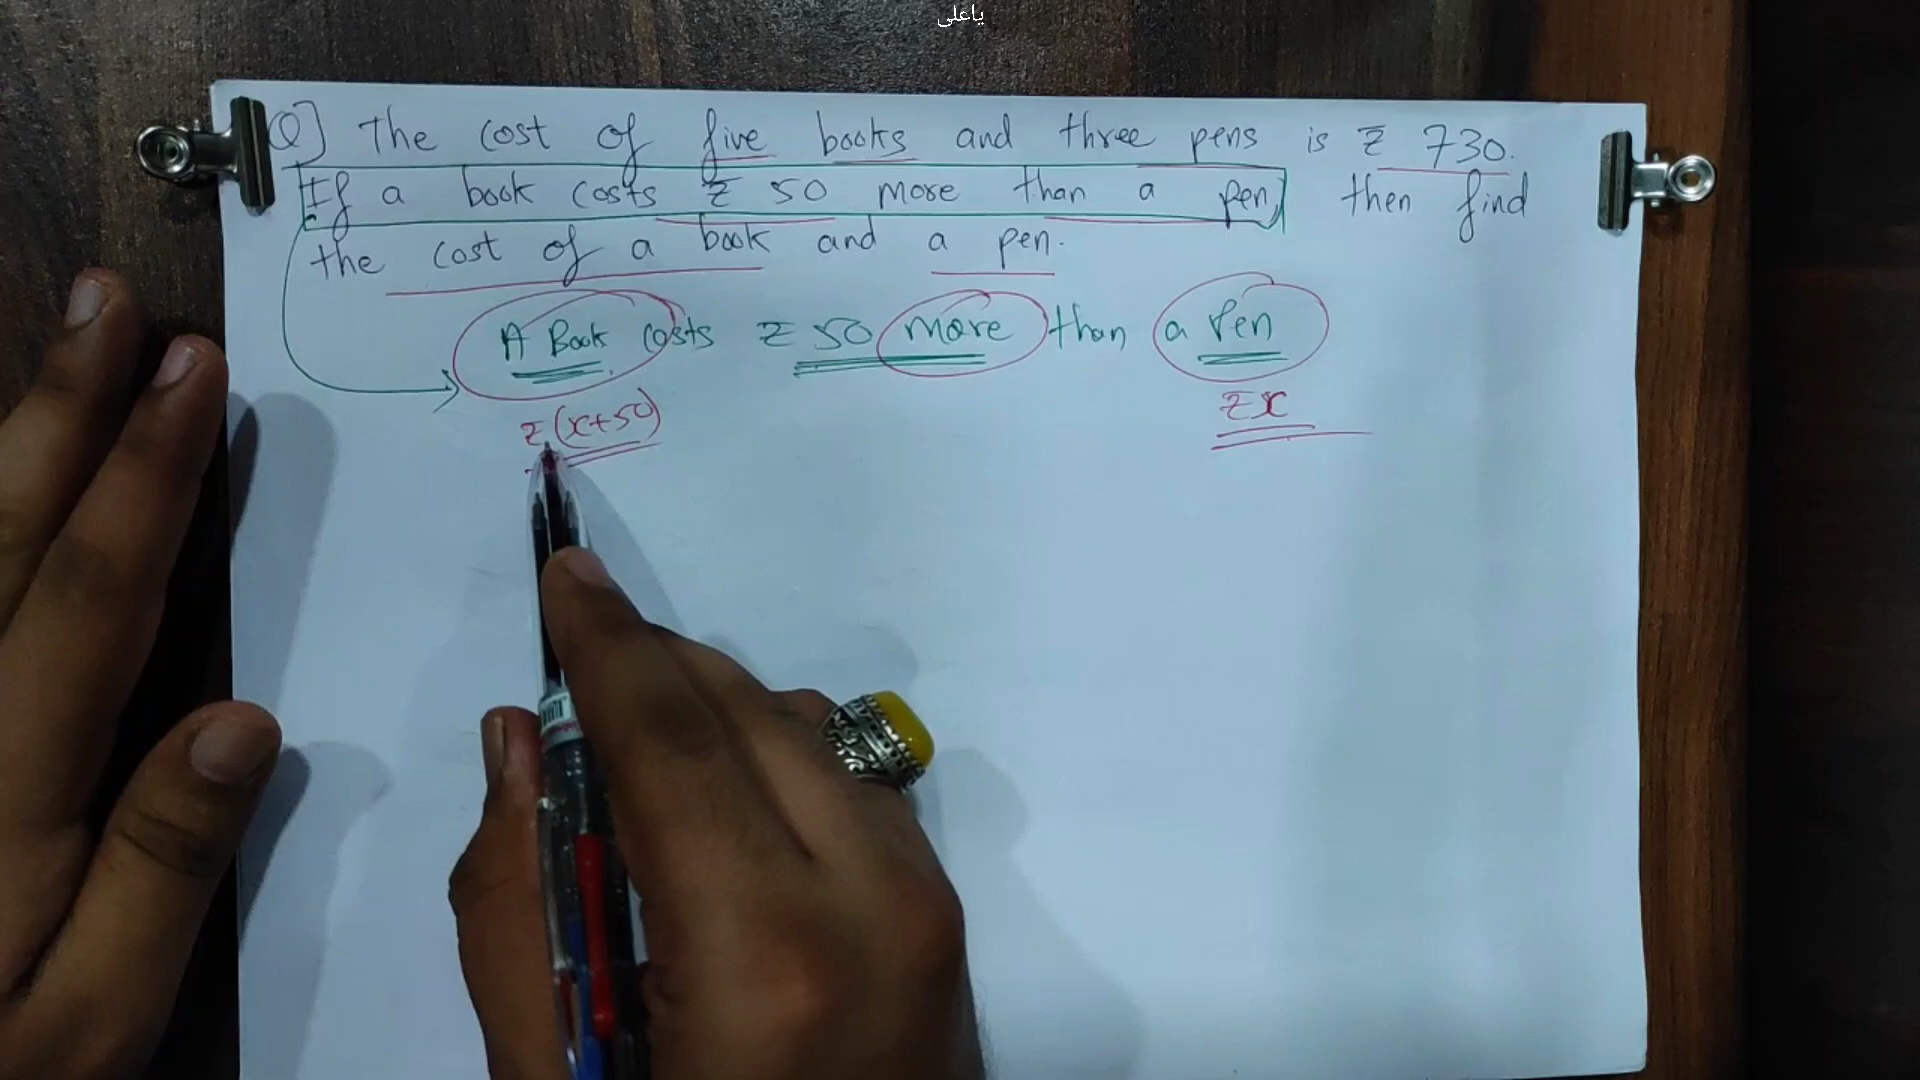 ياعلى
Q] The cost of five books and three pens is ₹ 730.
If a book costs ₹ 50 more than a pen, then find
the cost of a book and a pen.
A Book costs ₹ 50 more than a Pen
₹(x+50) ₹x